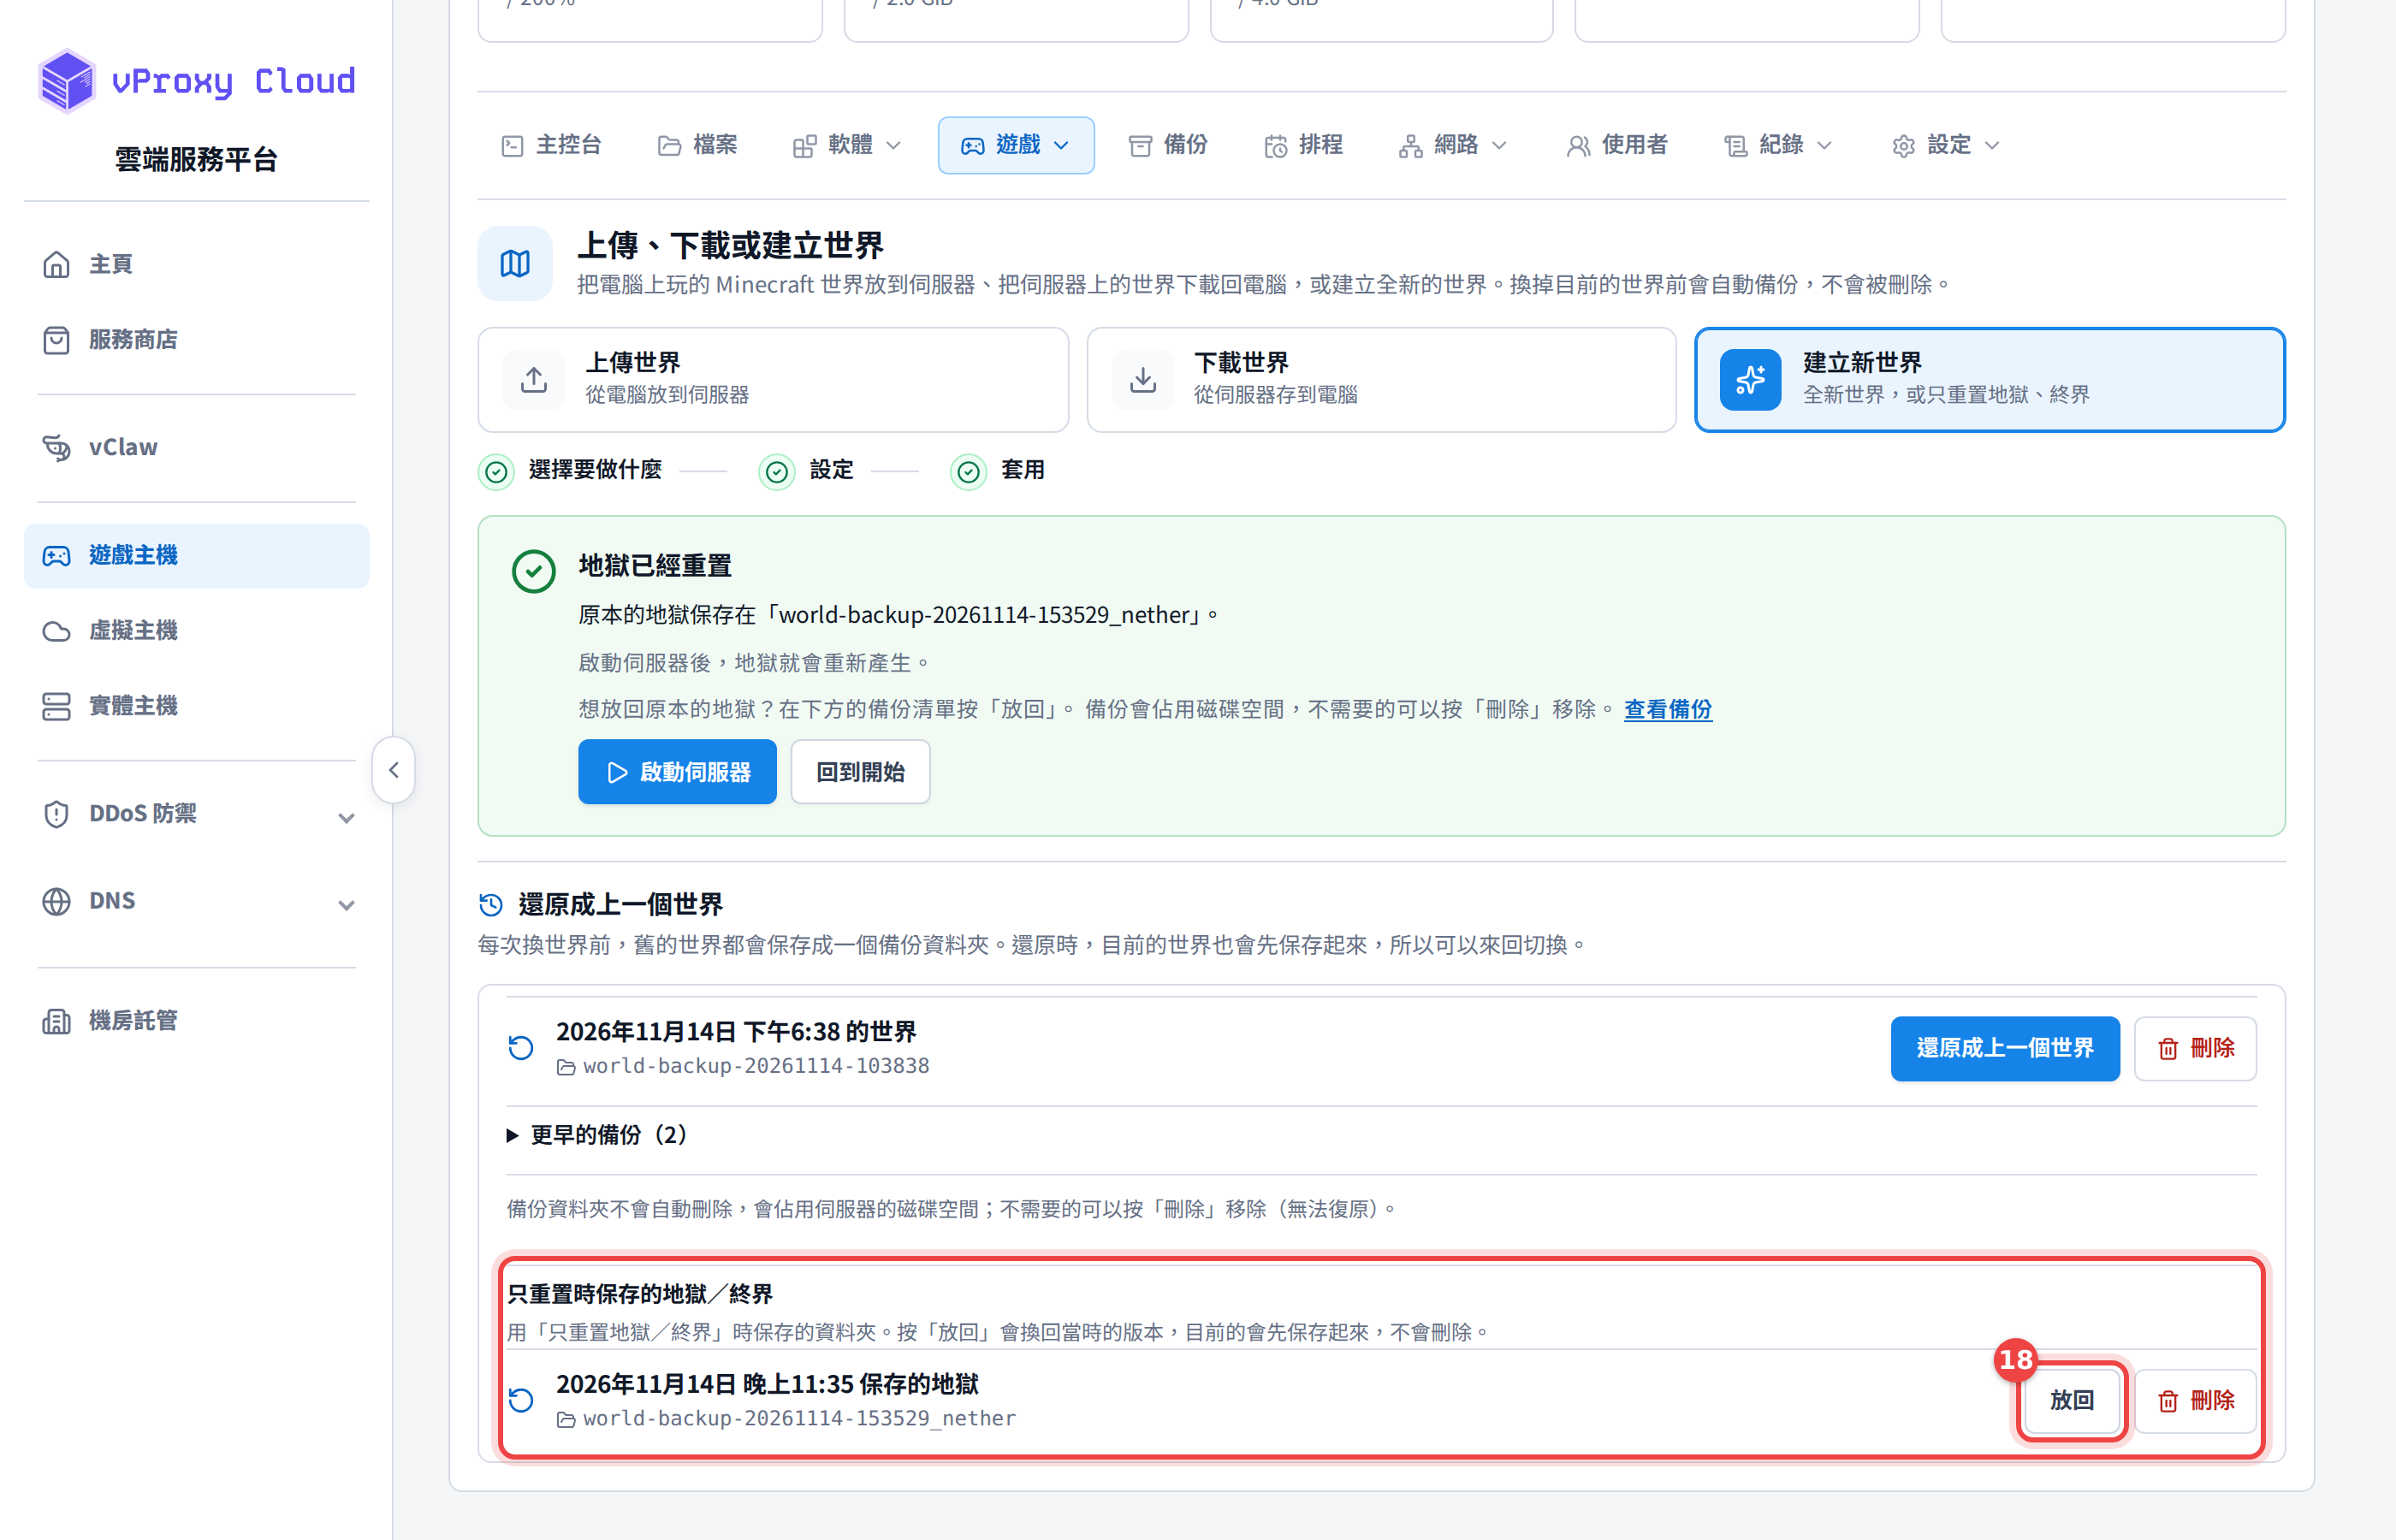 / 200%
/ 2.0 GiB
/ 4.0 GiB
vProxy Cloud
雲端服務平台
主頁
服務商店
vClaw
遊戲主機
虛擬主機
實體主機
DDoS 防禦
DNS
機房託管
主控台
檔案
軟體
遊戲
備份
排程
網路
使用者
紀錄
設定
上傳、下載或建立世界
把電腦上玩的 Minecraft 世界放到伺服器、把伺服器上的世界下載回電腦，或建立全新的世界。換掉目前的世界前會自動備份，不會被刪除。
上傳世界
從電腦放到伺服器
下載世界
從伺服器存到電腦
建立新世界
全新世界，或只重置地獄、終界
選擇要做什麼
設定
套用
地獄已經重置
原本的地獄保存在「world-backup-20261114-153529_nether」。
啟動伺服器後，地獄就會重新產生。
想放回原本的地獄？在下方的備份清單按「放回」。 備份會佔用磁碟空間，不需要的可以按「刪除」移除。 查看備份
啟動伺服器
回到開始
還原成上一個世界
每次換世界前，舊的世界都會保存成一個備份資料夾。還原時，目前的世界也會先保存起來，所以可以來回切換。
2026年11月14日 下午6:38 的世界
world-backup-20261114-103838
還原成上一個世界
刪除
更早的備份（2）
備份資料夾不會自動刪除，會佔用伺服器的磁碟空間；不需要的可以按「刪除」移除（無法復原）。
只重置時保存的地獄／終界
用「只重置地獄／終界」時保存的資料夾。按「放回」會換回當時的版本，目前的會先保存起來，不會刪除。
2026年11月14日 晚上11:35 保存的地獄
world-backup-20261114-153529_nether
18
放回
刪除